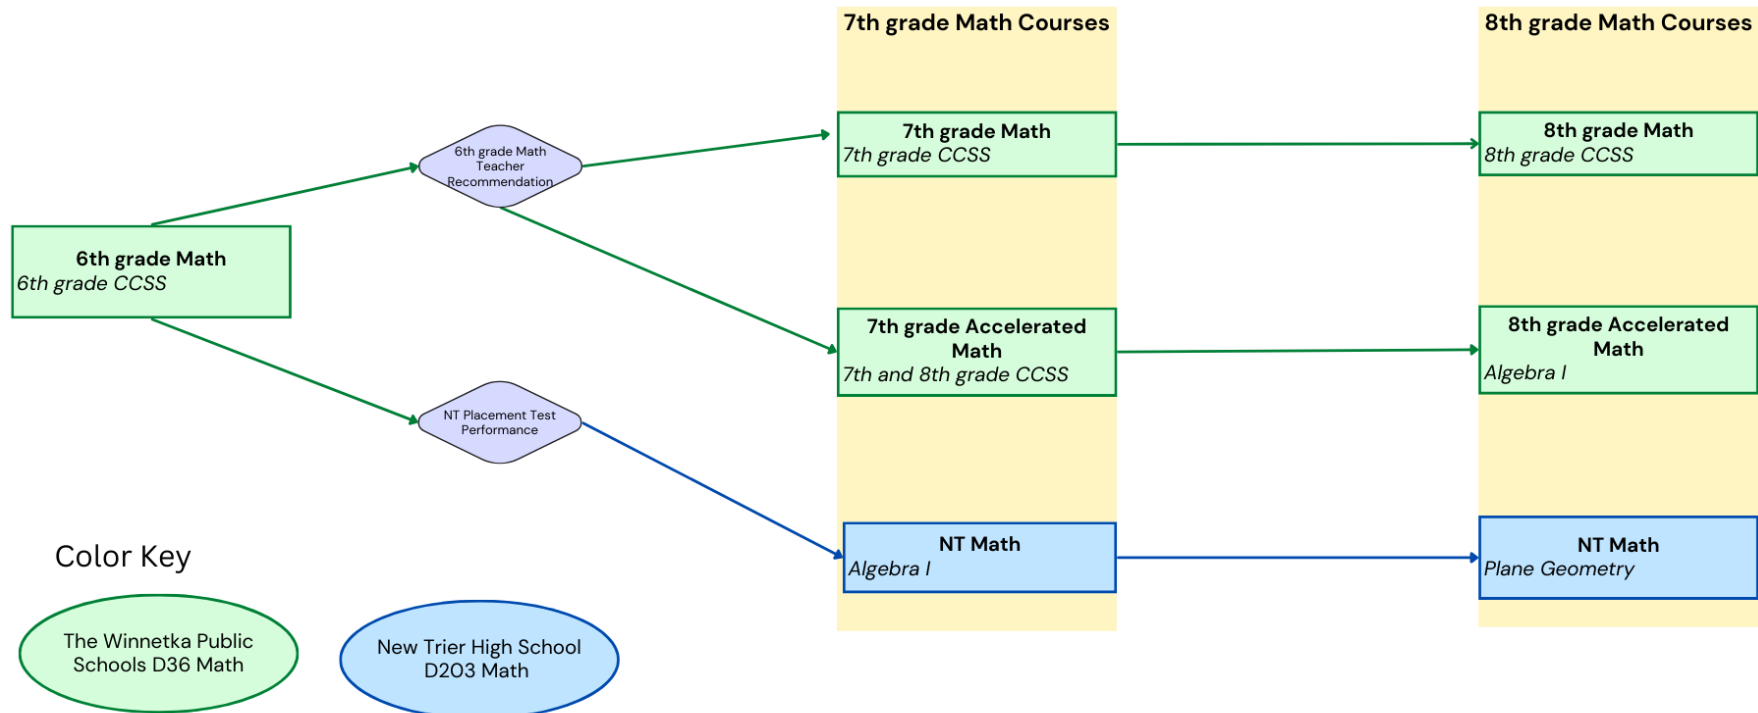 7th grade Math Courses
8th grade Math Courses
6th grade Math
Teacher
Recommendation
7th grade Math
7th grade CCSS
8th grade Math
8th grade CCSS
6th grade Math
6th grade CCSS
7th grade Accelerated
Math
7th and 8th grade CCSS
8th grade Accelerated
Math
Algebra I
NT Placement Test
Performance
NT Math
Algebra I
NT Math
Plane Geometry
Color Key
The Winnetka Public
Schools D36 Math
New Trier High School
D203 Math